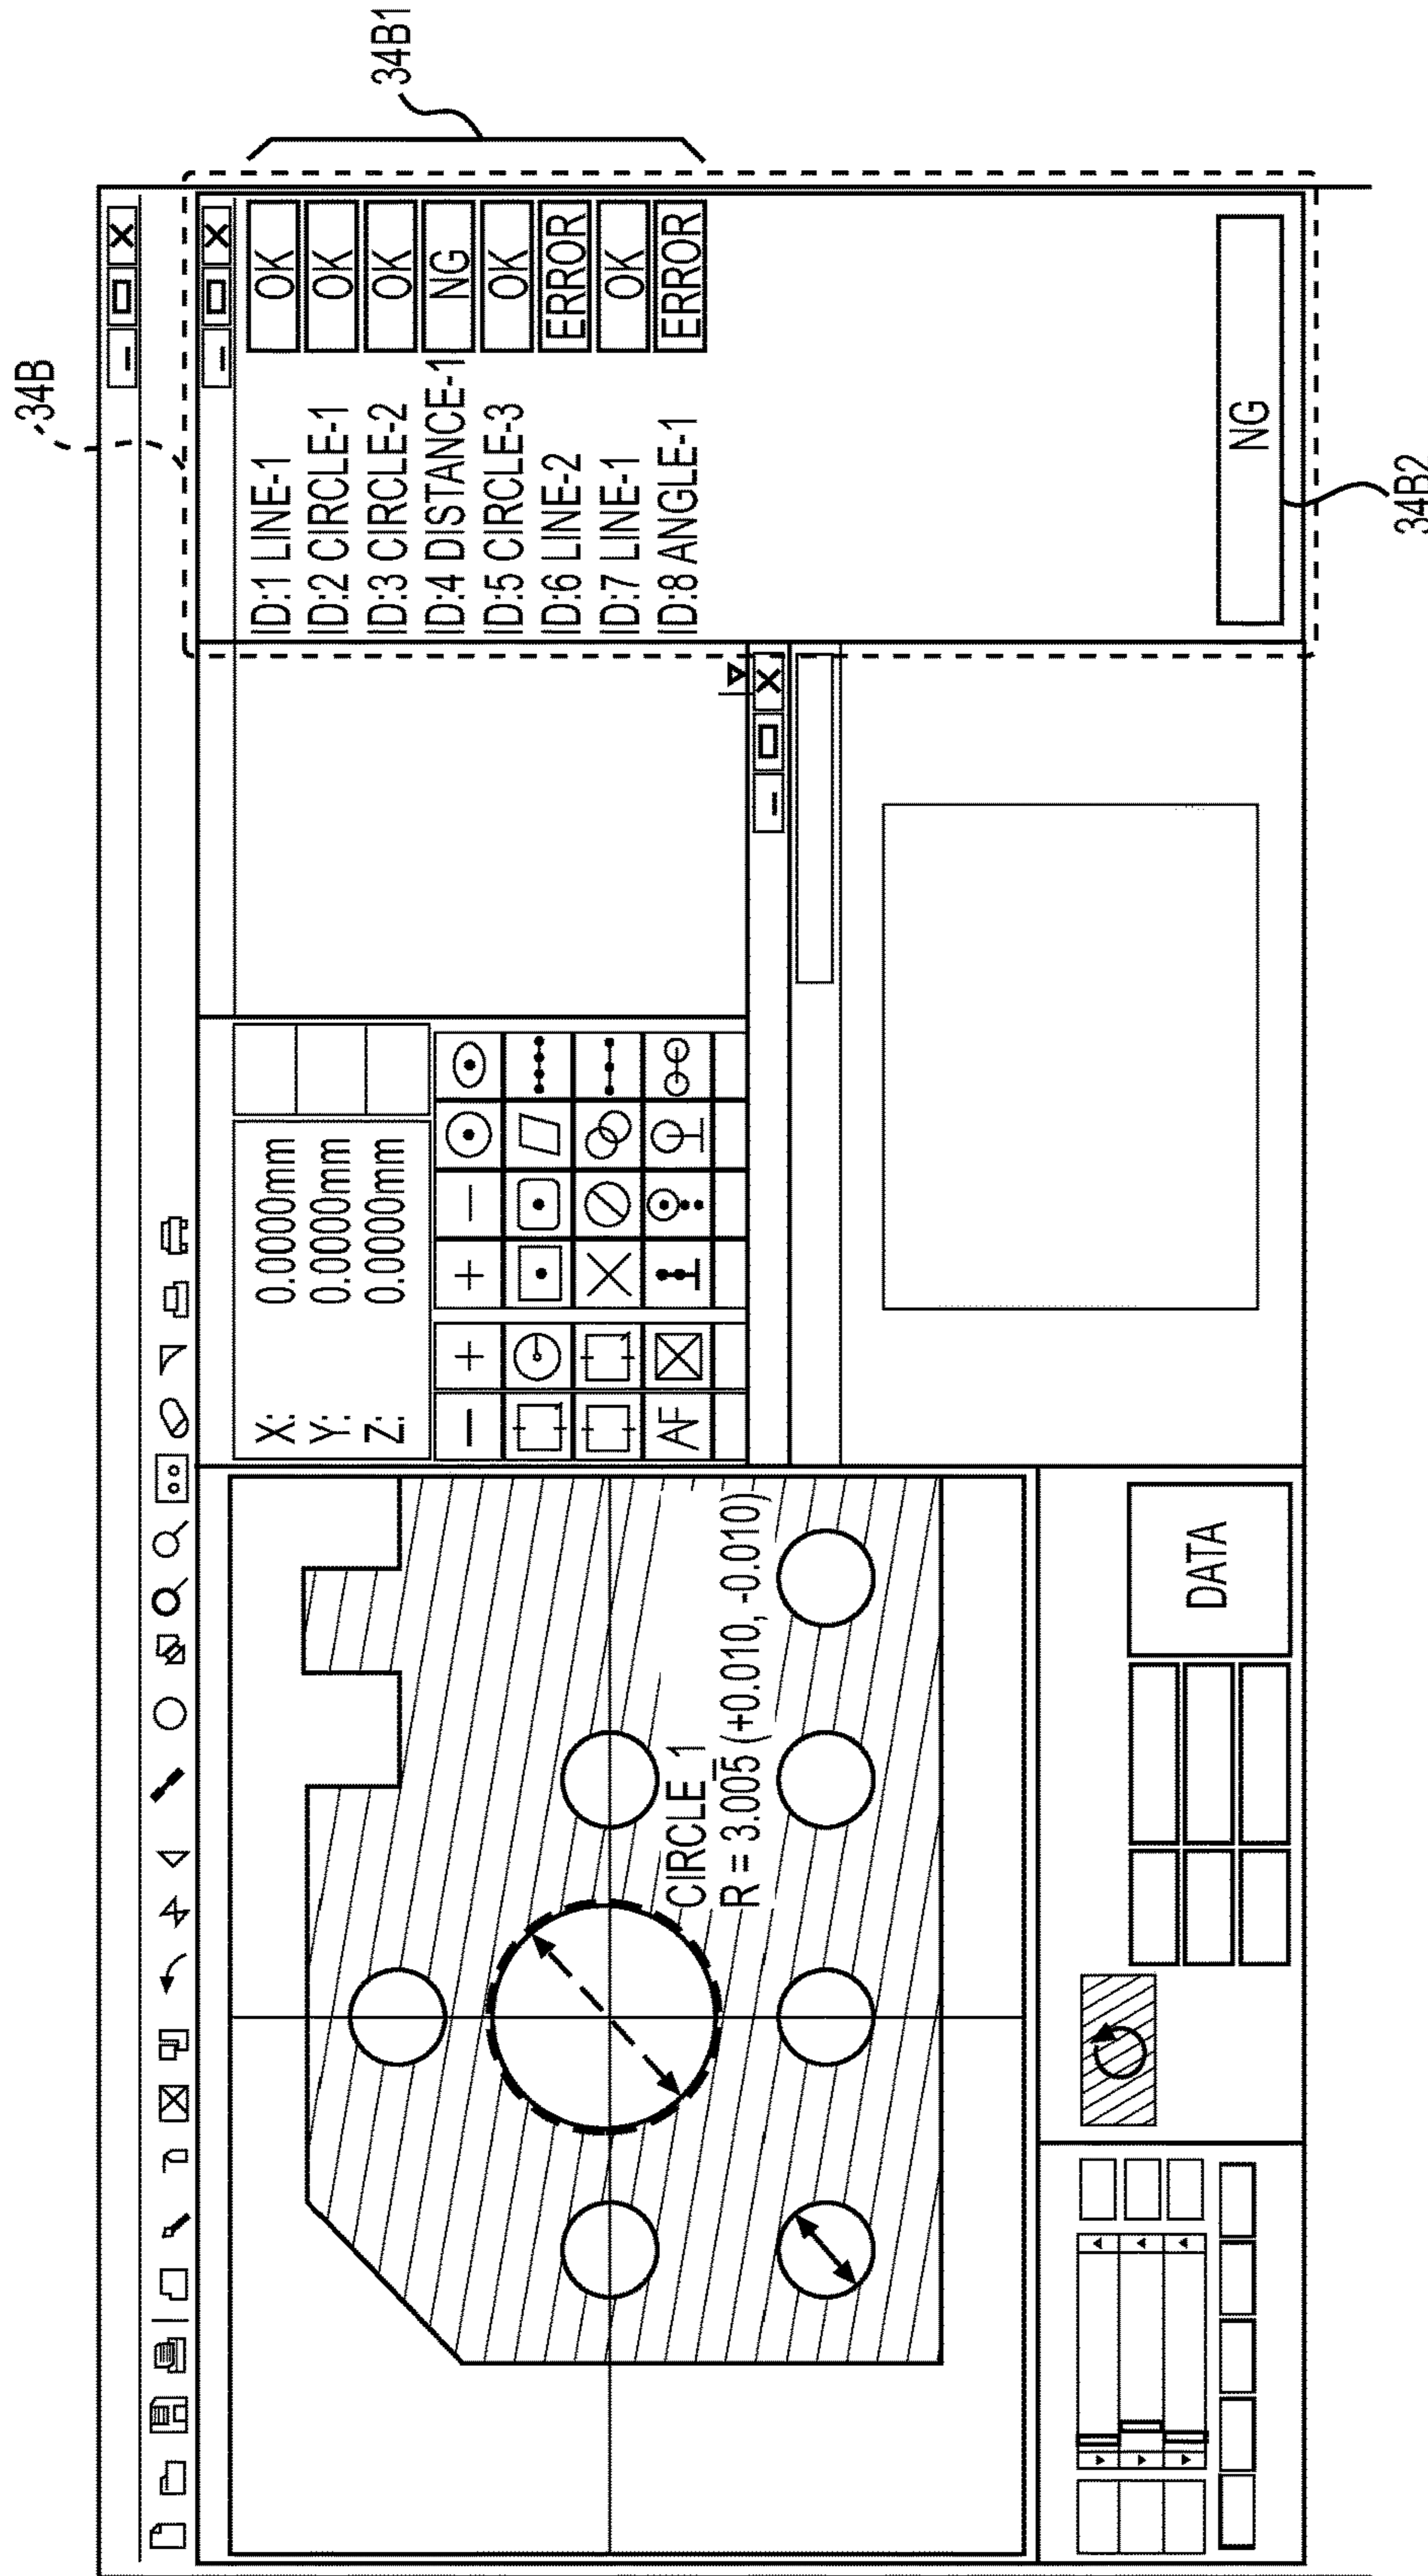 34B
34B1
X: 0.0000mm
Y: 0.0000mm
Z: 0.0000mm
AF
ID:1 LINE-1 OK
ID:2 CIRCLE-1 OK
ID:3 CIRCLE-2 OK
ID:4 DISTANCE-1 NG
ID:5 CIRCLE-3 OK
ID:6 LINE-2 ERROR
ID:7 LINE-1 OK
ID:8 ANGLE-1 ERROR
CIRCLE_1
R = 3.005 (+0.010, -0.010)
DATA
NG
34B2